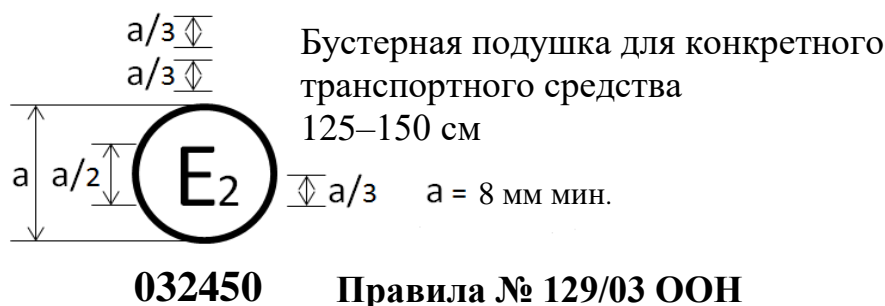 a/3
a/3
Бустерная подушка для конкретного
транспортного средства
125–150 см
a
a/2
E2
a/3
a = 8 мм мин.
032450 Правила № 129/03 ООН